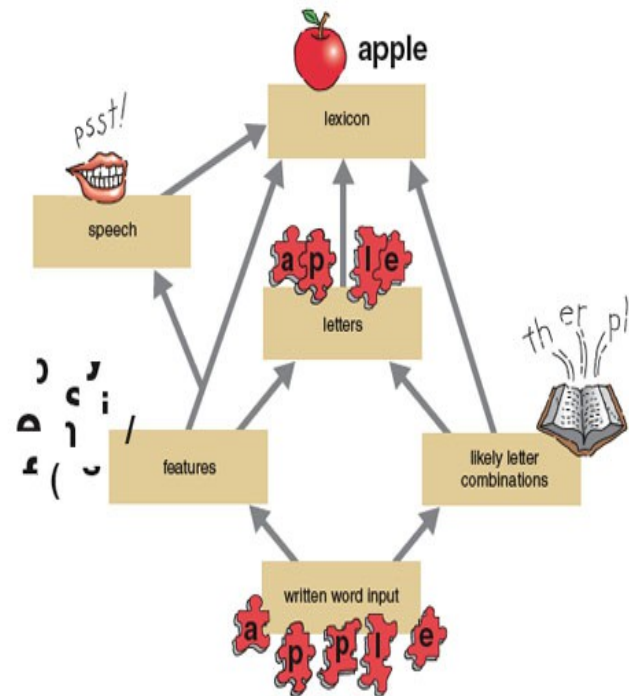 apple
lexicon
psst!
speech
a p l e
letters
th er pl
features
likely letter
combinations
written word input
a p p l e